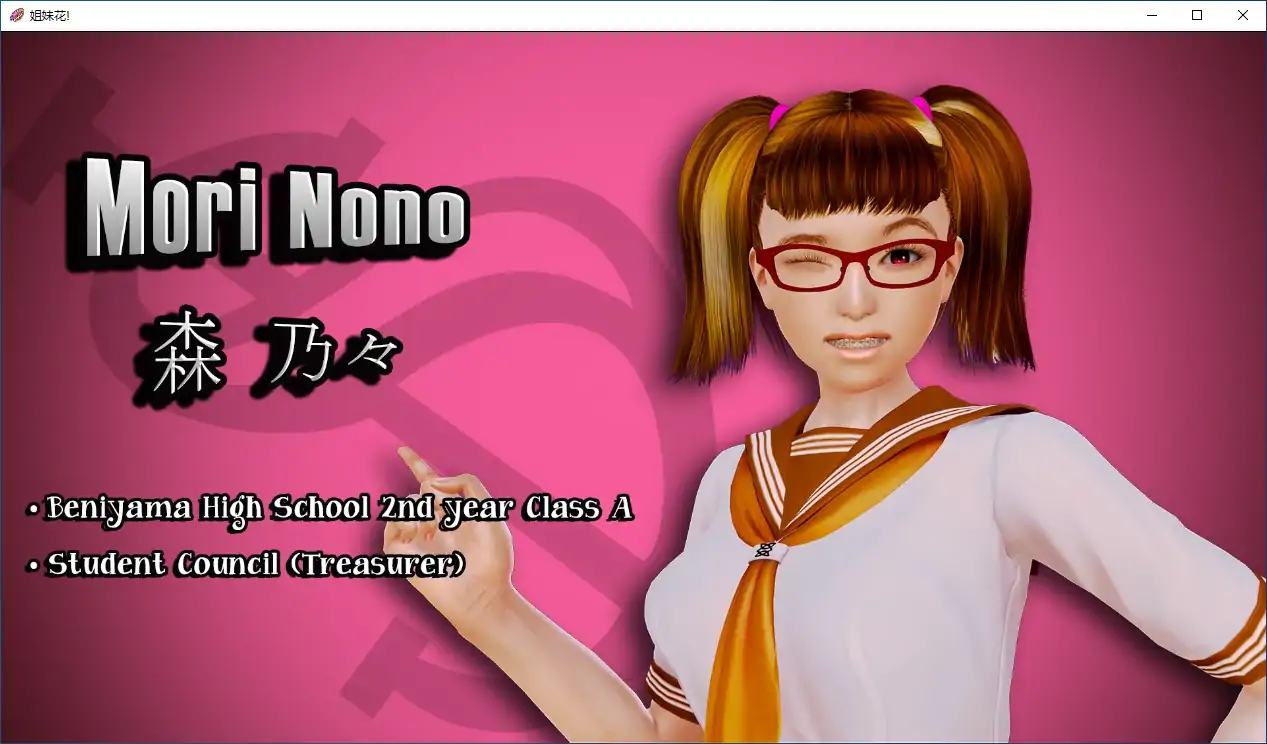 姐妹花!
Mori Nono
森 乃々
• Beniyama High School 2nd year Class A
• Student Council (Treasurer)